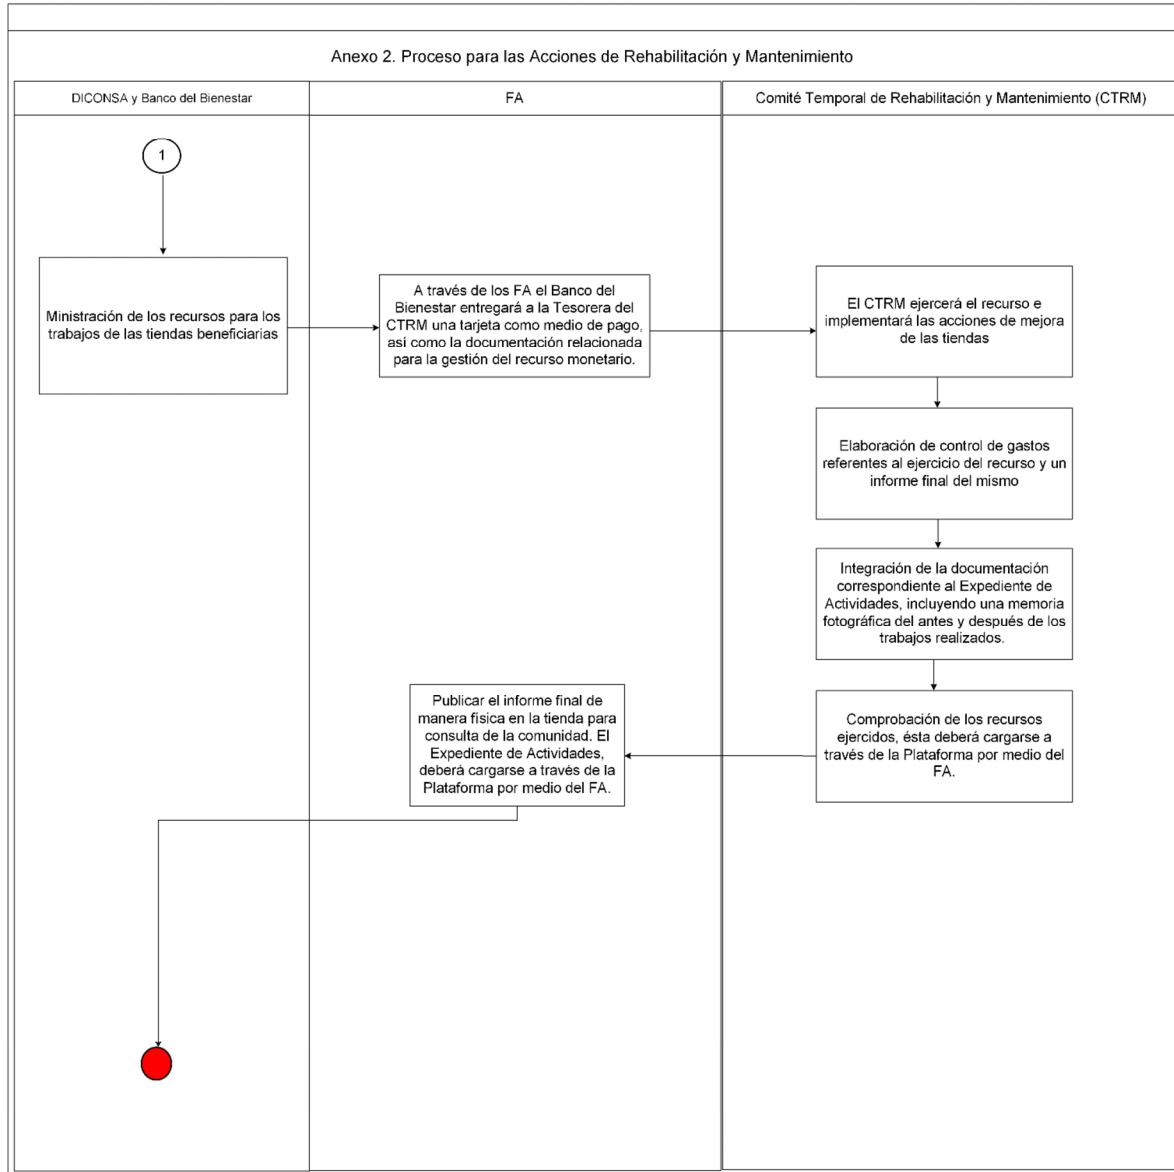 Anexo 2. Proceso para las Acciones de Rehabilitación y Mantenimiento
DICONSA y Banco del Bienestar
FA
Comité Temporal de Rehabilitación y Mantenimiento (CTRM)
1
Ministración de los recursos para los
trabajos de las tiendas beneficiarias
A través de los FA el Banco del
Bienestar entregará a la Tesorera del
CTRM una tarjeta como medio de pago,
así como la documentación relacionada
para la gestión del recurso monetario.
El CTRM ejercerá el recurso e
implementará las acciones de mejora
de las tiendas
Elaboración de control de gastos
referentes al ejercicio del recurso y un
informe final del mismo
Integración de la documentación
correspondiente al Expediente de
Actividades, incluyendo una memoria
fotográfica del antes y después de los
trabajos realizados.
Comprobación de los recursos
ejercidos, ésta deberá cargarse a
través de la Plataforma por medio del
FA.
Publicar el informe final de
manera física en la tienda para
consulta de la comunidad. El
Expediente de Actividades,
deberá cargarse a través de la
Plataforma por medio del FA.